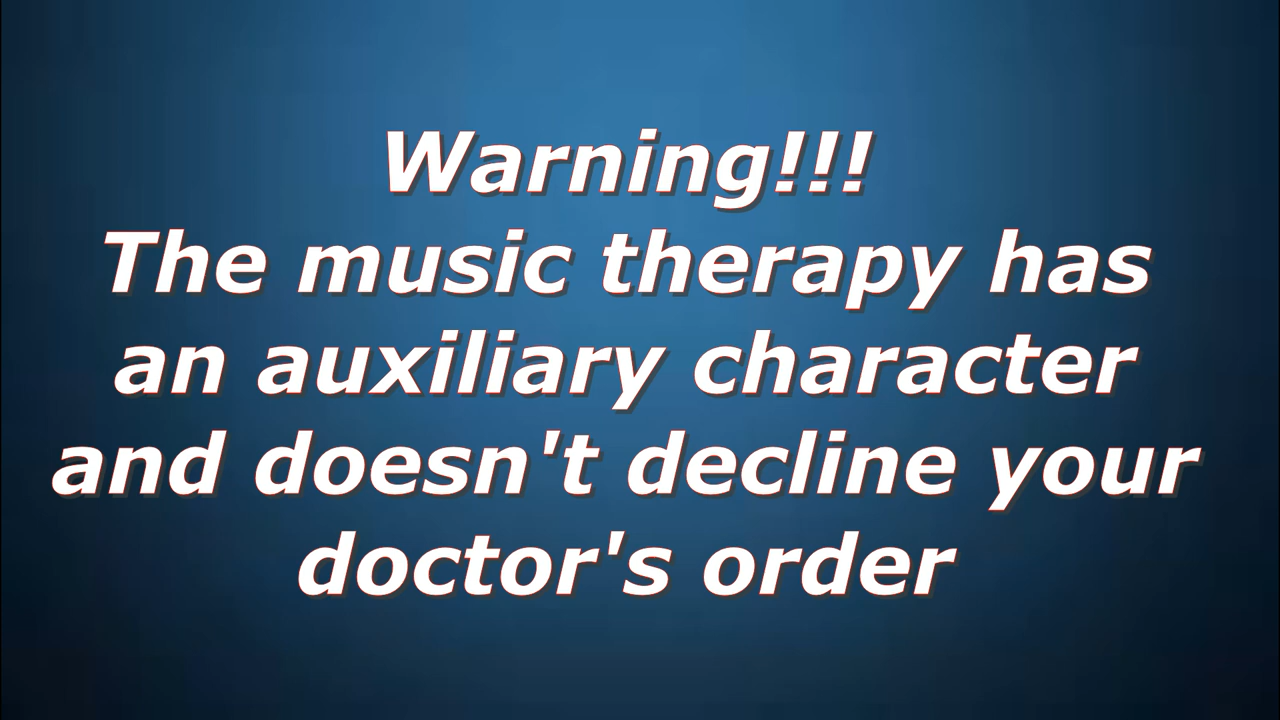 Warning!!!
The music therapy has
an auxiliary character
and doesn't decline your
doctor's order